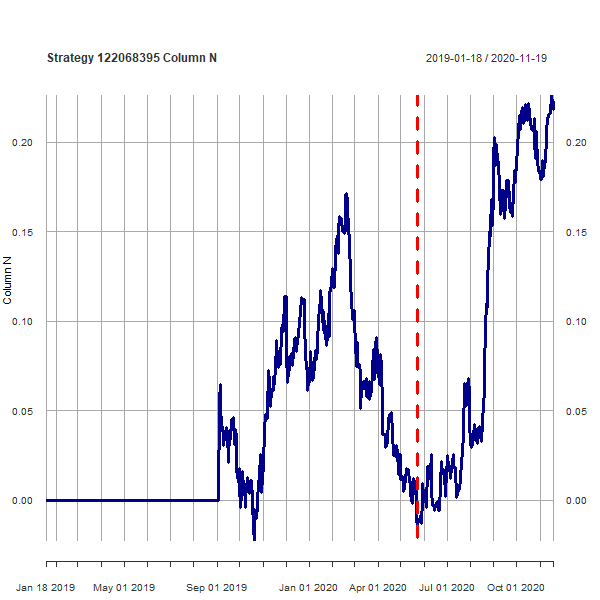 Strategy 122068395 Column N
2019-01-18 / 2020-11-19
Column N
0.20
0.20
0.15
0.15
0.10
0.10
0.05
0.05
0.00
0.00
Jan 18 2019
May 01 2019
Sep 01 2019
Jan 01 2020
Apr 01 2020
Jul 01 2020
Oct 01 2020